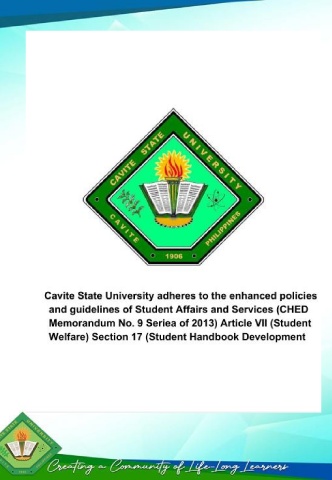 CAVITE STATE UNIVERSITY
CAVITE · 1906 · PHILIPPINES
Cavite State University adheres to the enhanced policies
and guidelines of Student Affairs and Services (CHED
Memorandum No. 9 Seriea of 2013) Article VII (Student
Welfare) Section 17 (Student Handbook Development
Creating a Community of Life-Long Learners